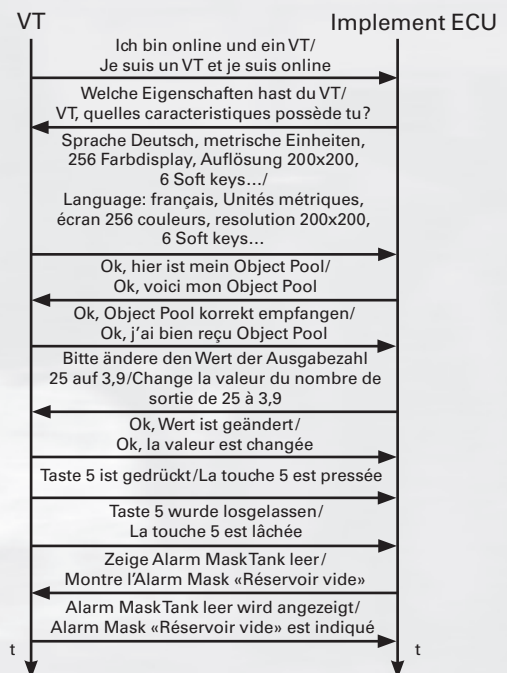 VT
Implement ECU
Ich bin online und ein VT/
Je suis un VT et je suis online
Welche Eigenschaften hast du VT/
VT, quelles caracteristiques possède tu?
Sprache Deutsch, metrische Einheiten,
256 Farbdisplay, Auflösung 200x200,
6 Soft keys…/
Language: français, Unités métriques,
écran 256 couleurs, resolution 200x200,
6 Soft keys…
Ok, hier ist mein Object Pool/
Ok, voici mon Object Pool
Ok, Object Pool korrekt empfangen/
Ok, j’ai bien reçu Object Pool
Bitte ändere den Wert der Ausgabezahl
25 auf 3,9/Change la valeur du nombre de
sortie de 25 à 3,9
Ok, Wert ist geändert/
Ok, la valeur est changée
Taste 5 ist gedrückt/La touche 5 est pressée
Taste 5 wurde losgelassen/
La touche 5 est lâchée
Zeige Alarm Mask Tank leer/
Montre l’Alarm Mask «Réservoir vide»
Alarm Mask Tank leer wird angezeigt/
Alarm Mask «Réservoir vide» est indiqué
t
t